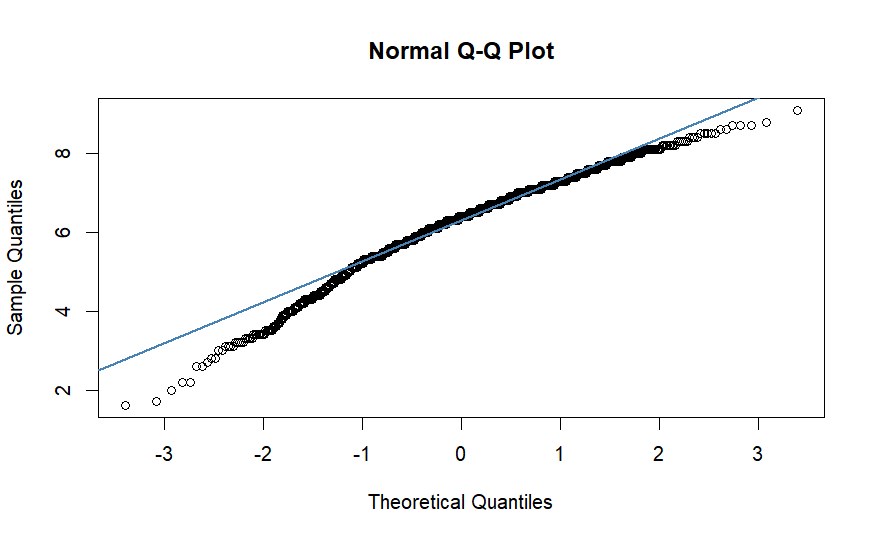 Normal Q-Q Plot
Sample Quantiles
8
6
4
2
-3 -2 -1 0 1 2 3
Theoretical Quantiles